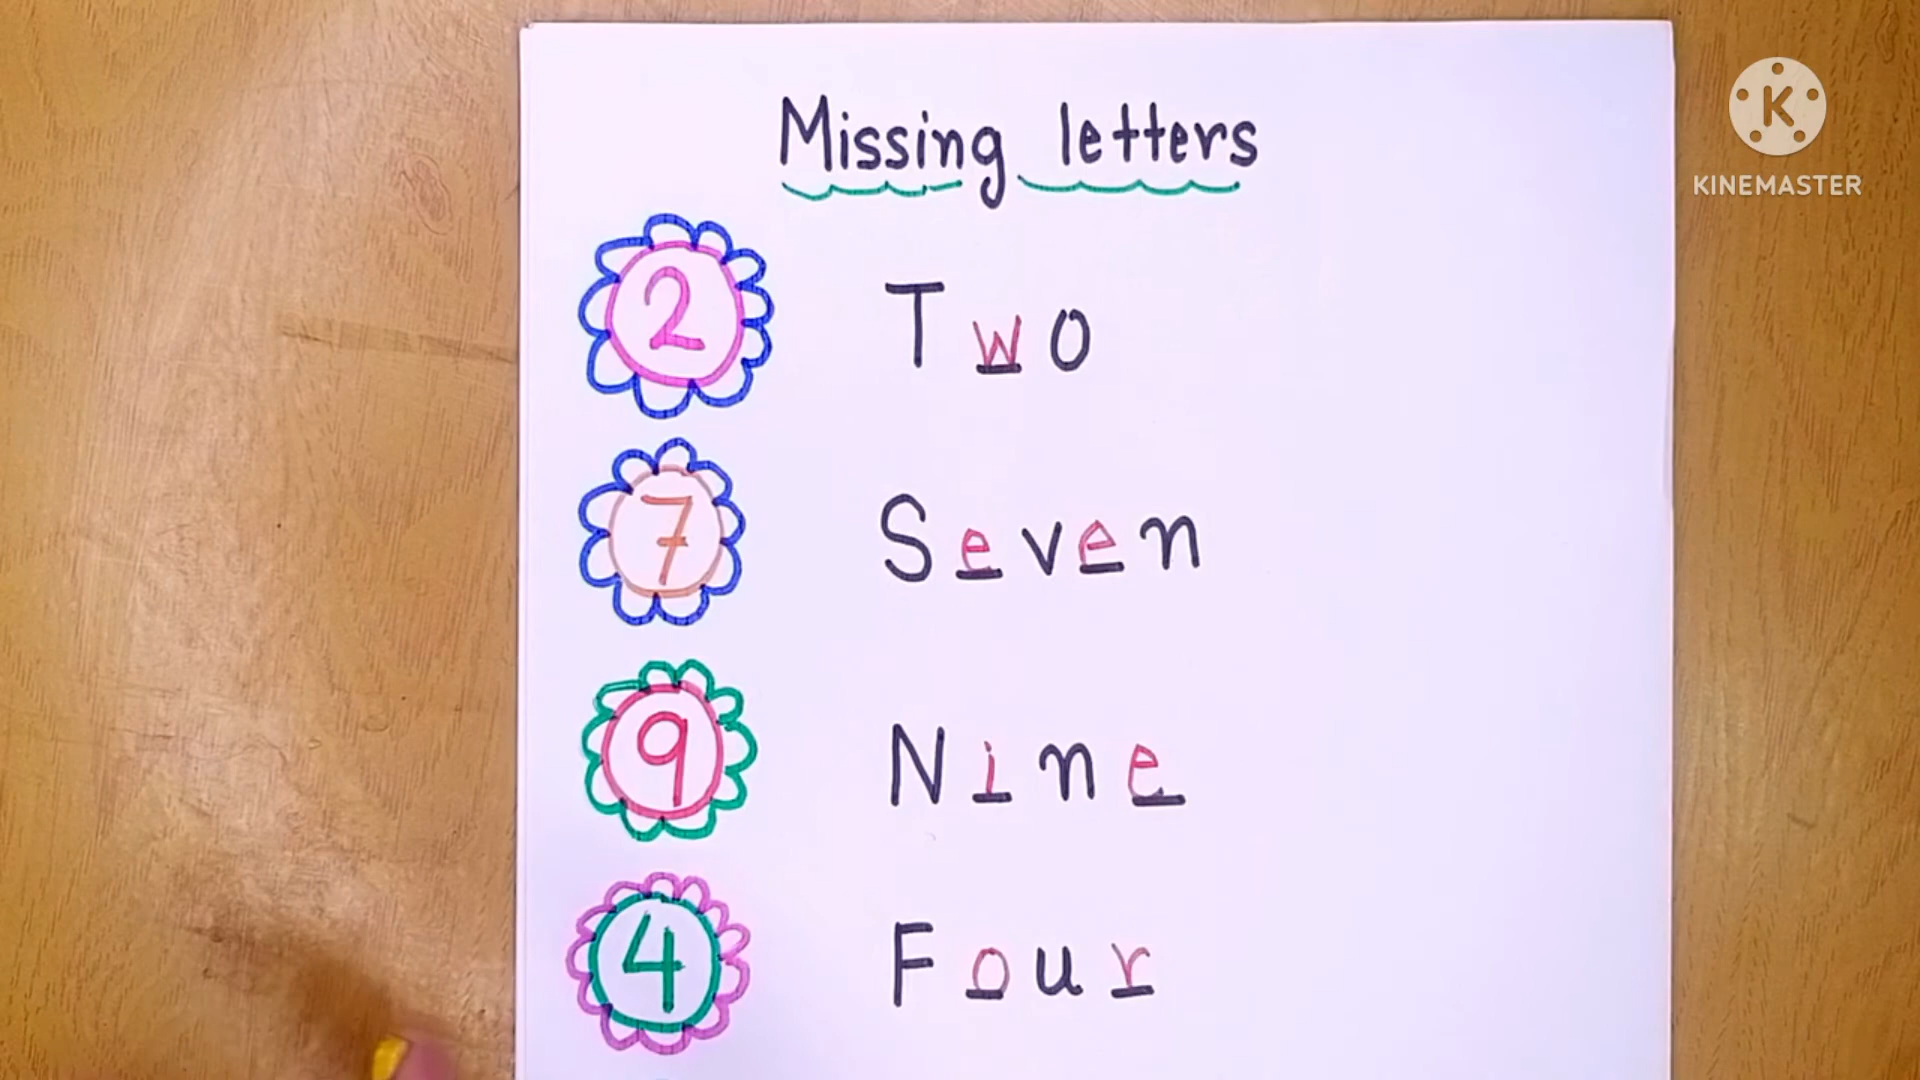 Missing letters
K
KINEMASTER
2 Two
7 Seven
9 Nine
4 Four